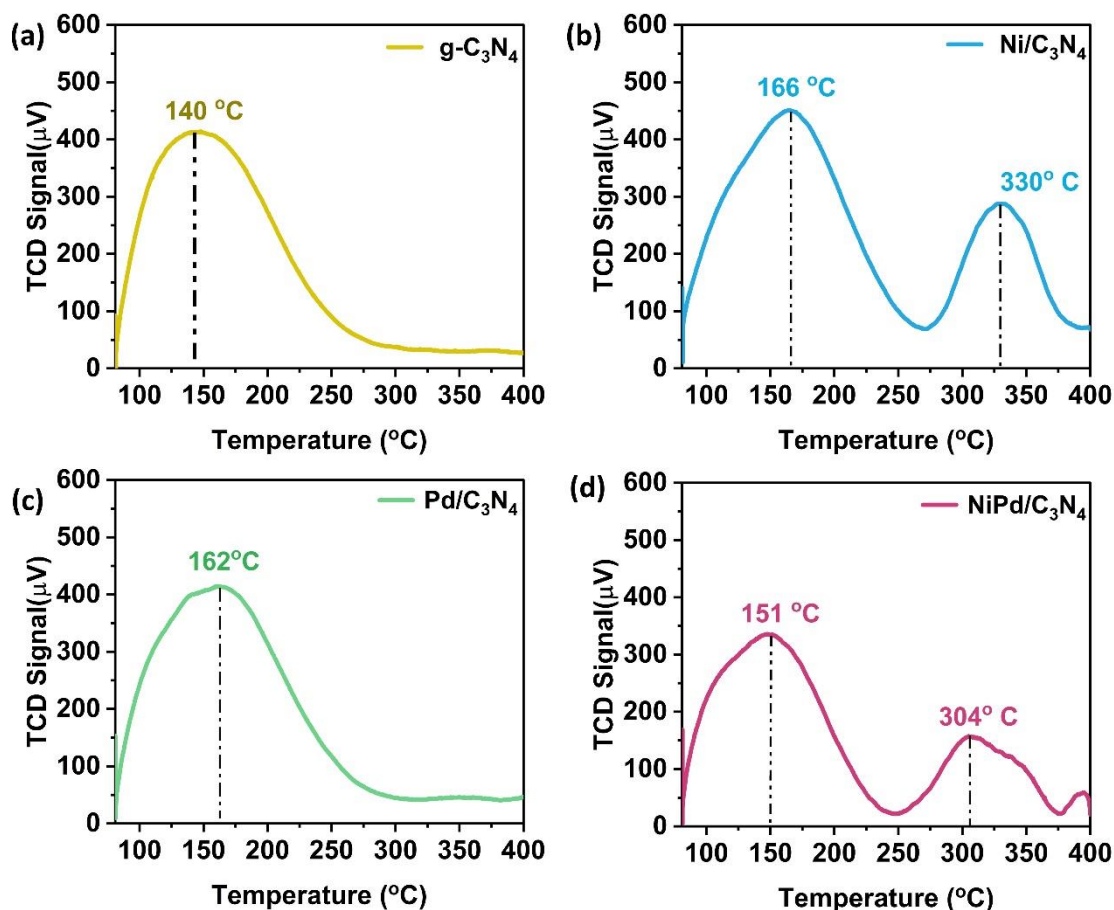 (a)
g-C₃N₄
140 °C
TCD Signal(μV)
600
500
400
300
200
100
0
100 150 200 250 300 350 400
Temperature (°C)
(b)
Ni/C₃N₄
166 °C
330° C
TCD Signal(μV)
600
500
400
300
200
100
0
100 150 200 250 300 350 400
Temperature (°C)
(c)
Pd/C₃N₄
162°C
TCD Signal(μV)
600
500
400
300
200
100
0
100 150 200 250 300 350 400
Temperature (°C)
(d)
NiPd/C₃N₄
151 °C
304° C
TCD Signal(μV)
600
500
400
300
200
100
0
100 150 200 250 300 350 400
Temperature (°C)